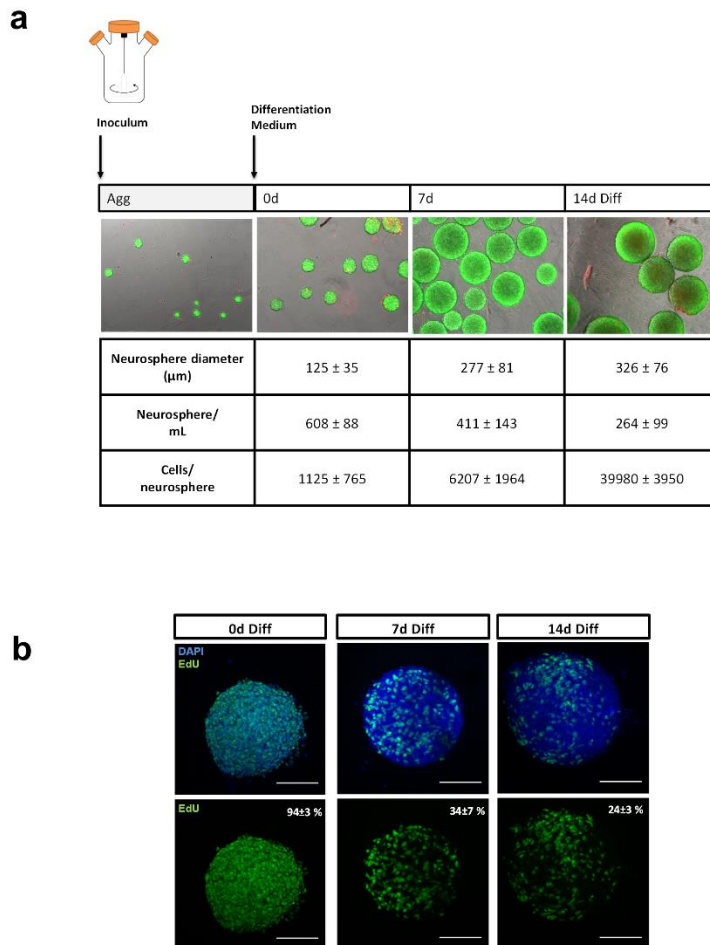 a
Inoculum
Differentiation
Medium
Agg
0d
7d
14d Diff
Neurosphere diameter
(µm)
125 ± 35
277 ± 81
326 ± 76
Neurosphere/
mL
608 ± 88
411 ± 143
264 ± 99
Cells/
neurosphere
1125 ± 765
6207 ± 1964
39980 ± 3950
b
0d Diff
7d Diff
14d Diff
DAPI
EdU
EdU
94±3 %
34±7 %
24±3 %